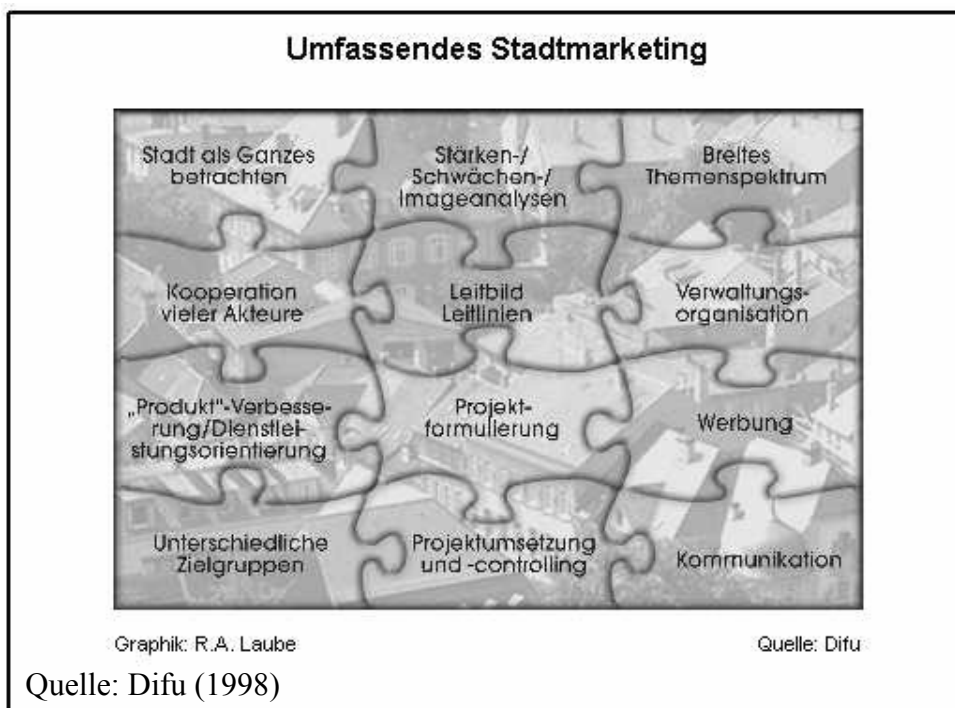 Umfassendes Stadtmarketing
Stadt als Ganzes
betrachten
Stärken-/
Schwächen-/
Imageanalysen
Breites
Themenspektrum
Kooperation
vieler Akteure
Leitbild
Leitlinien
Verwaltungs-
organisation
„Produkt“-Verbesse-
rung/Dienstlei-
stungsorientierung
Projekt-
formulierung
Werbung
Unterschiedliche
Zielgruppen
Projektumsetzung
und -controlling
Kommunikation
Graphik: R.A. Laube
Quelle: Difu
Quelle: Difu (1998)